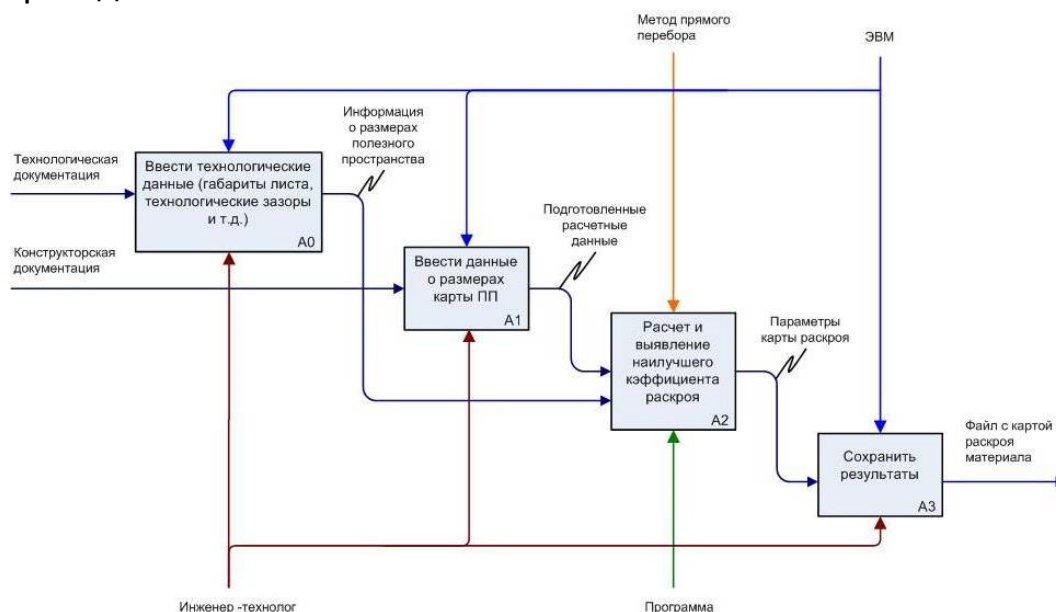 Метод прямого
перебора
ЭВМ
Информация
о размерах
полезного
пространства
Технологическая
документация
Ввести технологические
данные (габариты листа,
технологические зазоры
и т.д.)
A0
Подготовленные
расчетные
данные
Конструкторская
документация
Ввести данные
о размерах
карты ПП
A1
Расчет и
выявление
наилучшего
кэффициента
раскроя
A2
Параметры
карты раскроя
Файл с картой
раскроя
материала
Сохранить
результаты
A3
Инженер -технолог
Программа